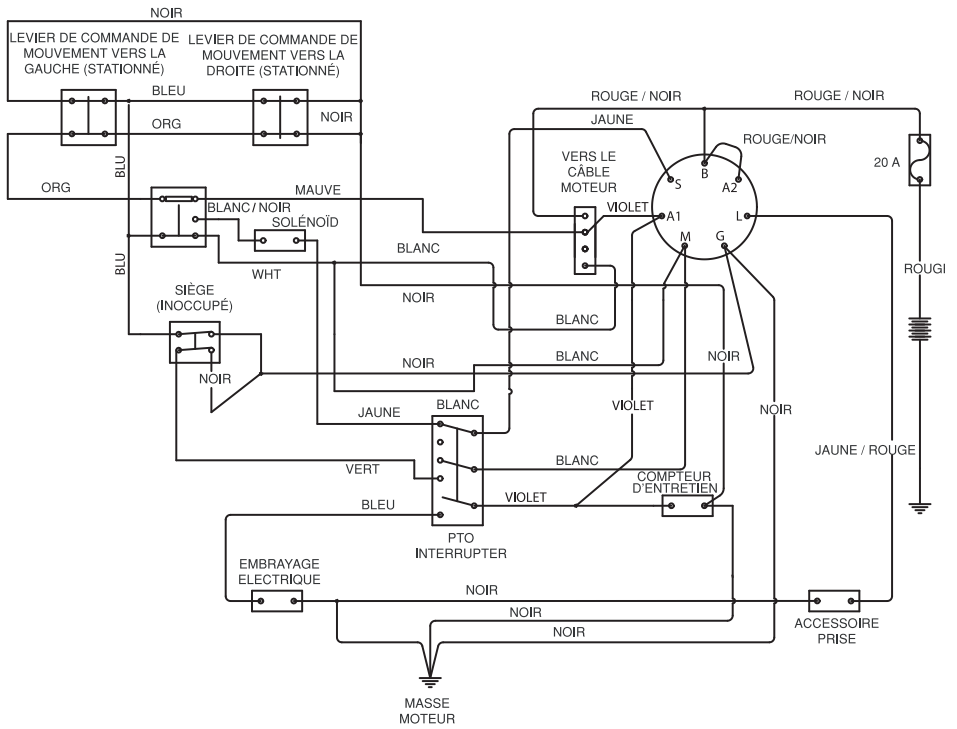 NOIR
LEVIER DE COMMANDE DE
MOUVEMENT VERS LA
GAUCHE (STATIONNÉ)
LEVIER DE COMMANDE DE
MOUVEMENT VERS LA
DROITE (STATIONNÉ)
BLEU
ORG
NOIR
BLU
ORG
MAUVE
BLANC / NOIR
SOLÉNOÏD
BLANC
WHT
BLU
NOIR
SIÈGE
(INOCCUPÉ)
NOIR
NOIR
ROUGE / NOIR
ROUGE / NOIR
JAUNE
ROUGE/NOIR
VERS LE
CÂBLE
MOTEUR
VIOLET
S
B
A2
A1
L
M
G
20 A
ROUGI
BLANC
BLANC
NOIR
VIOLET
NOIR
BLANC
JAUNE
VERT
BLANC
BLEU
VIOLET
COMPTEUR
D'ENTRETIEN
JAUNE / ROUGE
PTO
INTERRUPTER
EMBRAYAGE
ELECTRIQUE
NOIR
NOIR
NOIR
ACCESSOIRE
PRISE
MASSE
MOTEUR